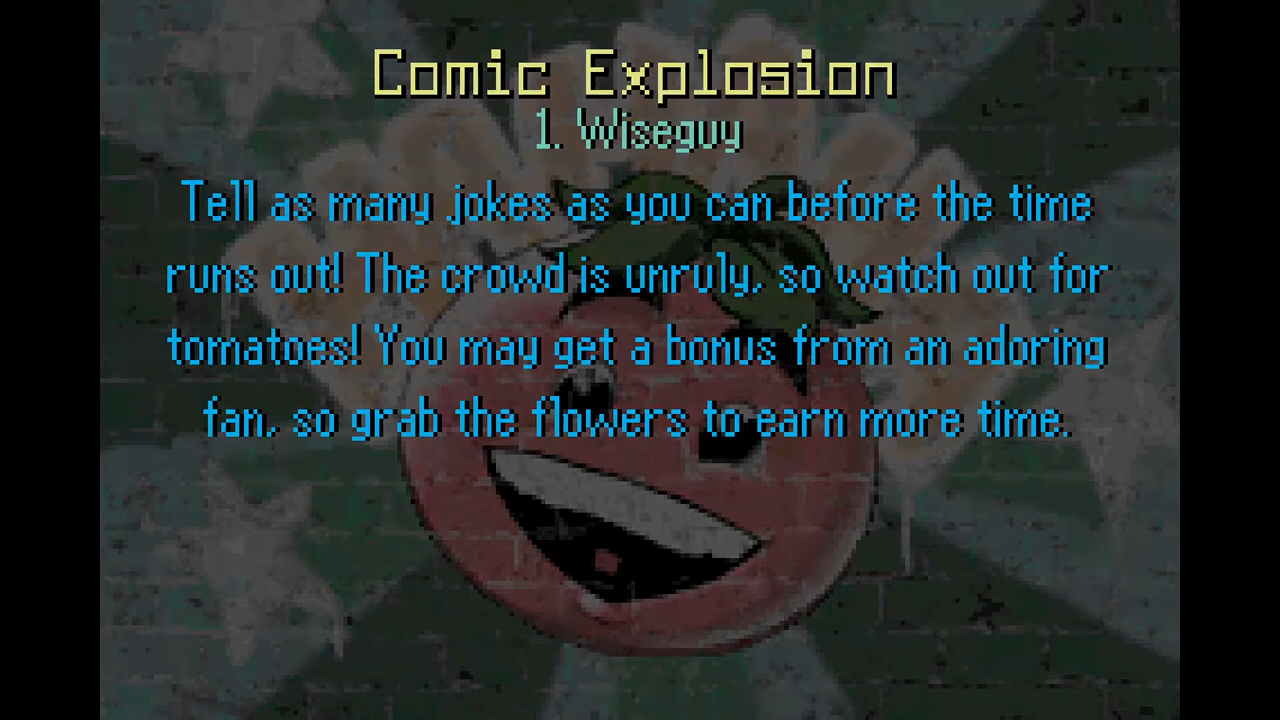 Comic Explosion
1. Wiseguy
Tell as many jokes as you can before the time
runs out! The crowd is unruly, so watch out for
tomatoes! You may get a bonus from an adoring
fan, so grab the flowers to earn more time.